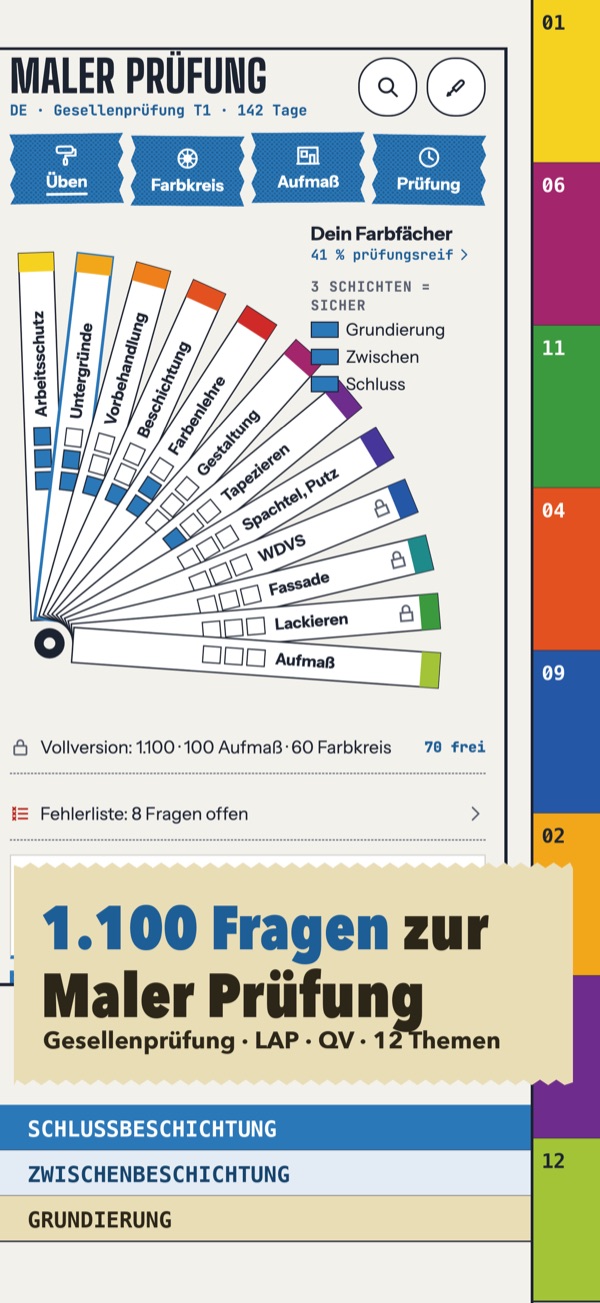 01
MALER PRÜFUNG
DE · Gesellenprüfung T1 · 142 Tage
Üben
Farbkreis
Aufmaß
Prüfung
06
Dein Farbfächer
41 % prüfungsreif >
3 SCHICHTEN =
SICHER
Grundierung
Zwischen
Schluss
11
Arbeitsschutz
Untergründe
Vorbehandlung
Beschichtung
Farbenlehre
Gestaltung
Tapezieren
Spachtel, Putz
WDVS
Fassade
Lackieren
Aufmaß
04
09
Vollversion: 1.100 · 100 Aufmaß · 60 Farbkreis
70 frei
Fehlerliste: 8 Fragen offen
02
1.100 Fragen zur
Maler Prüfung
Gesellenprüfung · LAP · QV · 12 Themen
SCHLUSSBESCHICHTUNG
ZWISCHENBESCHICHTUNG
GRUNDIERUNG
12